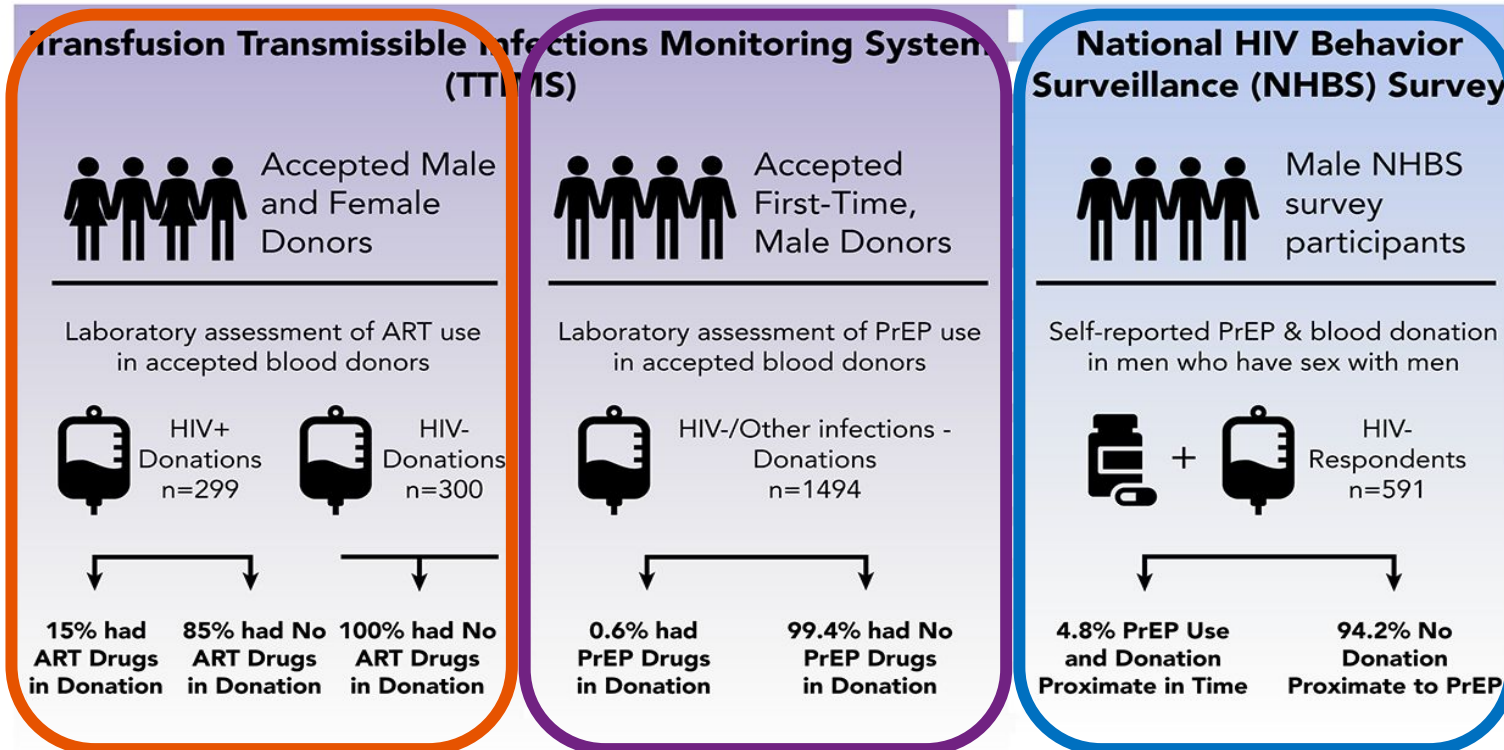 Transfusion Transmissible Infections Monitoring System
(TTIMS)
Accepted Male
and Female
Donors
Laboratory assessment of ART use
in accepted blood donors
HIV+
Donations
n=299
HIV-
Donations
n=300
15% had
ART Drugs
in Donation
85% had No
ART Drugs
in Donation
100% had No
ART Drugs
in Donation
Accepted
First-Time,
Male Donors
Laboratory assessment of PrEP use
in accepted blood donors
HIV-/Other infections -
Donations
n=1494
0.6% had
PrEP Drugs
in Donation
99.4% had No
PrEP Drugs
in Donation
National HIV Behavior
Surveillance (NHBS) Survey
Male NHBS
survey
participants
Self-reported PrEP & blood donation
in men who have sex with men
+
HIV-
Respondents
n=591
4.8% PrEP Use
and Donation
Proximate in Time
94.2% No
Donation
Proximate to PrEP